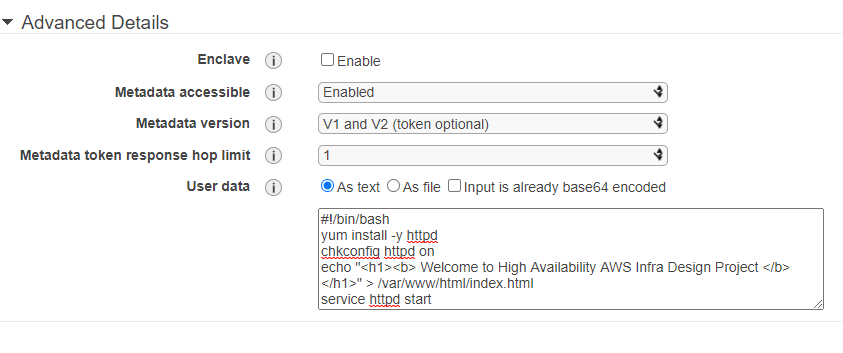 Advanced Details
Enclave i Enable
Metadata accessible i Enabled
Metadata version i V1 and V2 (token optional)
Metadata token response hop limit i 1
User data i As text As file Input is already base64 encoded
#!/bin/bash
yum install -y httpd
chkconfig httpd on
echo "<h1><b> Welcome to High Availability AWS Infra Design Project </b>
</h1>" > /var/www/html/index.html
service httpd start